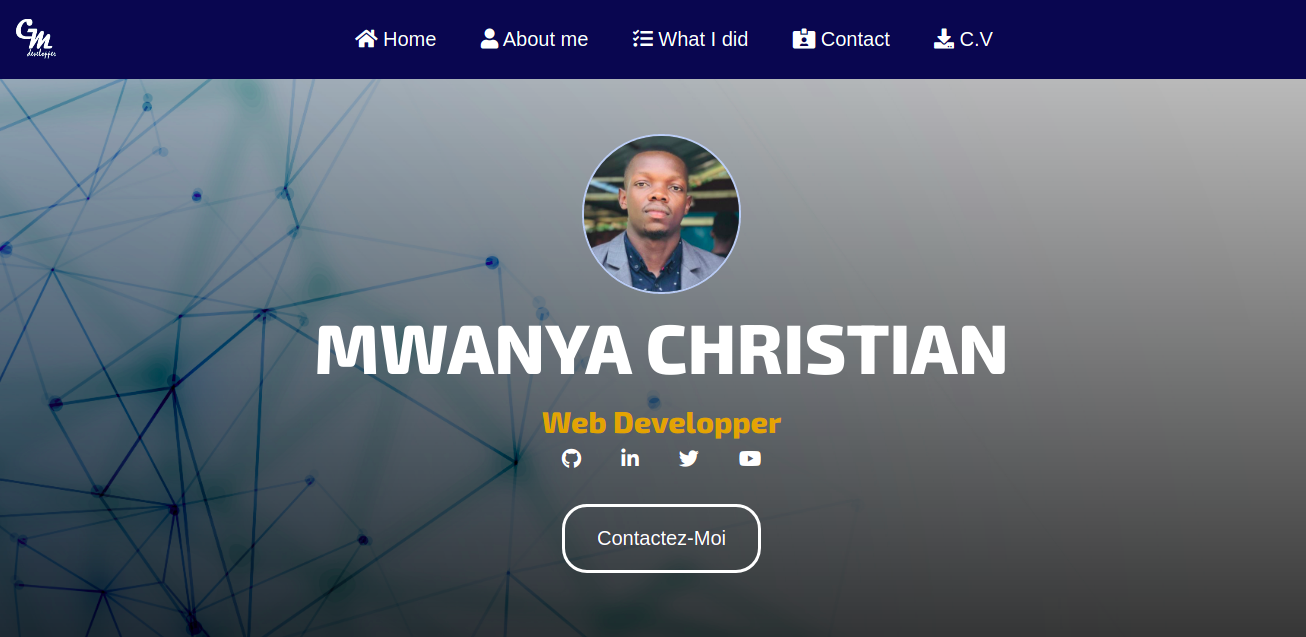 CM
developper
Home About me What I did Contact C.V
MWANYA CHRISTIAN
Web Developper
Contactez-Moi